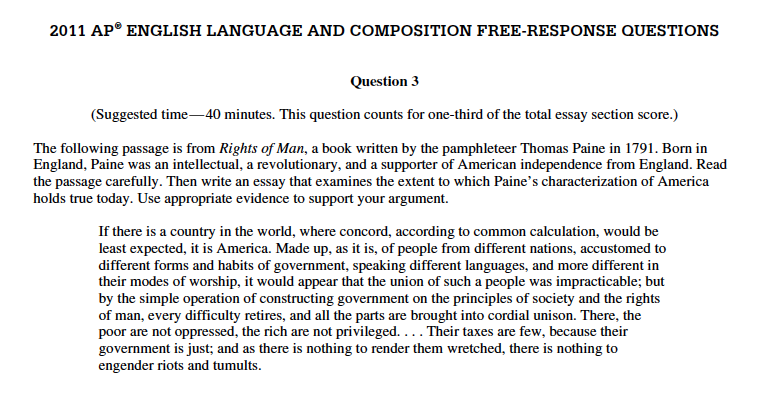 2011 AP® ENGLISH LANGUAGE AND COMPOSITION FREE-RESPONSE QUESTIONS
Question 3
(Suggested time—40 minutes. This question counts for one-third of the total essay section score.)
The following passage is from Rights of Man, a book written by the pamphleteer Thomas Paine in 1791. Born in
England, Paine was an intellectual, a revolutionary, and a supporter of American independence from England. Read
the passage carefully. Then write an essay that examines the extent to which Paine’s characterization of America
holds true today. Use appropriate evidence to support your argument.
If there is a country in the world, where concord, according to common calculation, would be
least expected, it is America. Made up, as it is, of people from different nations, accustomed to
different forms and habits of government, speaking different languages, and more different in
their modes of worship, it would appear that the union of such a people was impracticable; but
by the simple operation of constructing government on the principles of society and the rights
of man, every difficulty retires, and all the parts are brought into cordial unison. There, the
poor are not oppressed, the rich are not privileged. . . . Their taxes are few, because their
government is just; and as there is nothing to render them wretched, there is nothing to
engender riots and tumults.